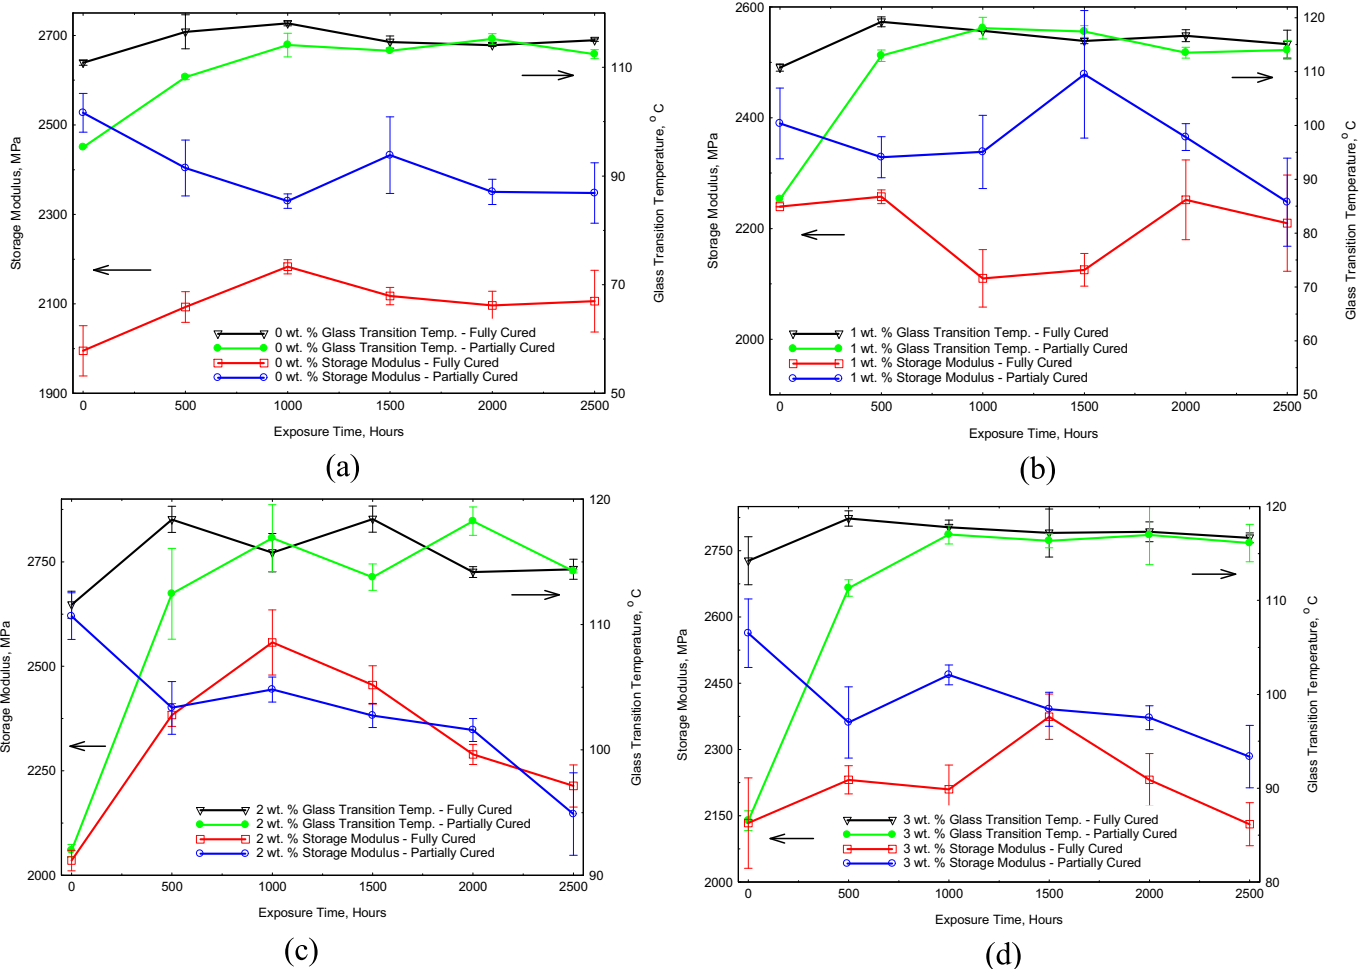 2700
2500
2300
2100
1900
Storage Modulus, MPa
110
90
70
50
Glass Transition Temperature, °C
0 wt. % Glass Transition Temp. - Fully Cured
0 wt. % Glass Transition Temp. - Partially Cured
0 wt. % Storage Modulus - Fully Cured
0 wt. % Storage Modulus - Partially Cured
0 500 1000 1500 2000 2500
Exposure Time, Hours
(a)
2600
2400
2200
2000
Storage Modulus, MPa
120
110
100
90
80
70
60
50
Glass Transition Temperature, °C
1 wt. % Glass Transition Temp. - Fully Cured
1 wt. % Glass Transition Temp. - Partially Cured
1 wt. % Storage Modulus - Fully Cured
1 wt. % Storage Modulus - Partialy Cured
0 500 1000 1500 2000 2500
Exposure Time, Hours
(b)
2750
2500
2250
2000
Storage Modulus, MPa
120
110
100
90
Glass Transition Temperature, °C
2 wt. % Glass Transition Temp. - Fully Cured
2 wt. % Glass Transition Temp. - Partially Cured
2 wt. % Storage Modulus - Fully Cured
2 wt. % Storage Modulus - Partially Cured
0 500 1000 1500 2000 2500
Exposure Time, Hours
(c)
2750
2600
2450
2300
2150
2000
Storage Modulus, MPa
120
110
100
90
80
Glass Transition Temperature, °C
3 wt. % Glass Transition Temp. - Fully Cured
3 wt. % Glass Transition Temp. - Partially Cured
3 wt. % Storage Modulus - Fully Cured
3 wt. % Storage Modulus - Partially Cured
0 500 1000 1500 2000 2500
Exposure Time, Hours
(d)